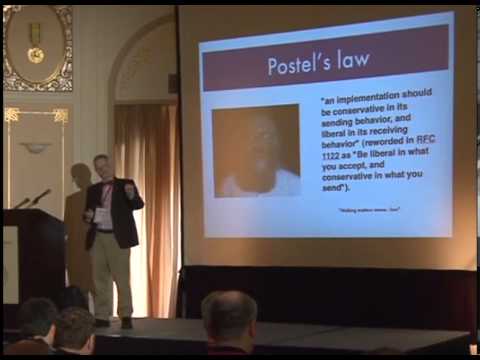 Postel's law
"an implementation should
be conservative in its
sending behavior, and
liberal in its receiving
behavior" (reworded in RFC
1122 as "Be liberal in what
you accept, and
conservative in what you
send").